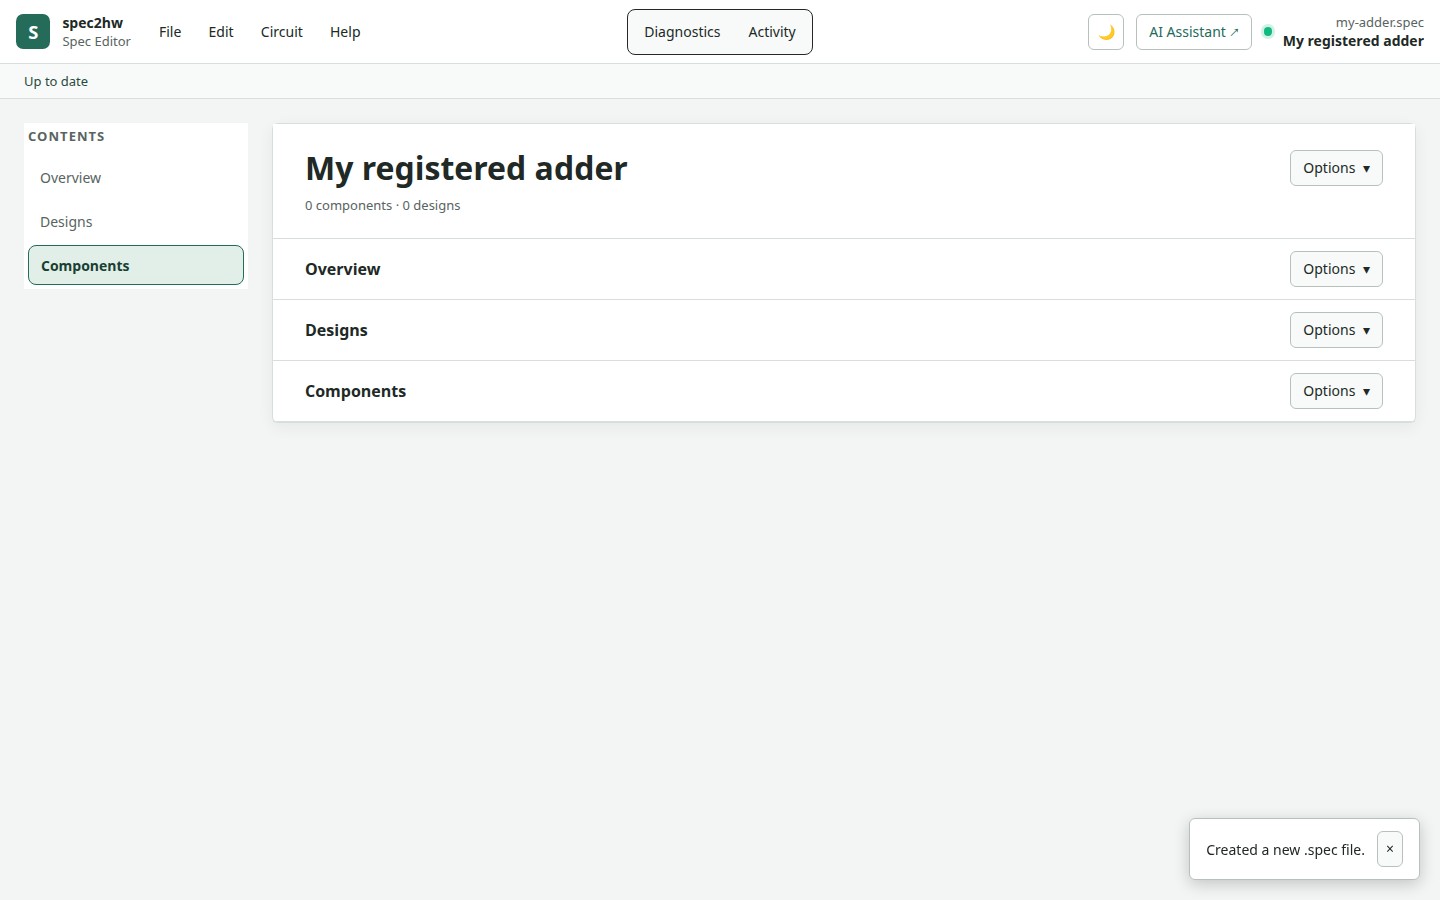 S
spec2hw
Spec Editor
File
Edit
Circuit
Help
Diagnostics
Activity
AI Assistant ↗
my-adder.spec
My registered adder
Up to date
CONTENTS
Overview
Designs
Components
My registered adder
Options ▾
0 components · 0 designs
Overview
Options ▾
Designs
Options ▾
Components
Options ▾
Created a new .spec file.
×